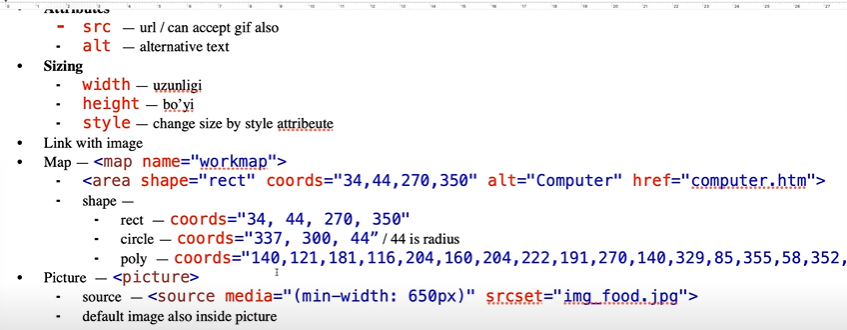 Attributes
- src — url / can accept gif also
- alt — alternative text
• Sizing
- width — uzunligi
- height — bo’yi
- style — change size by style attribeute
• Link with image
• Map — <map name="workmap">
- <area shape="rect" coords="34,44,270,350" alt="Computer" href="computer.htm">
- shape —
- rect — coords="34, 44, 270, 350"
- circle — coords="337, 300, 44” / 44 is radius
- poly — coords="140,121,181,116,204,160,204,222,191,270,140,329,85,355,58,352,
• Picture — <picture>
- source — <source media="(min-width: 650px)" srcset="img_food.jpg">
- default image also inside picture